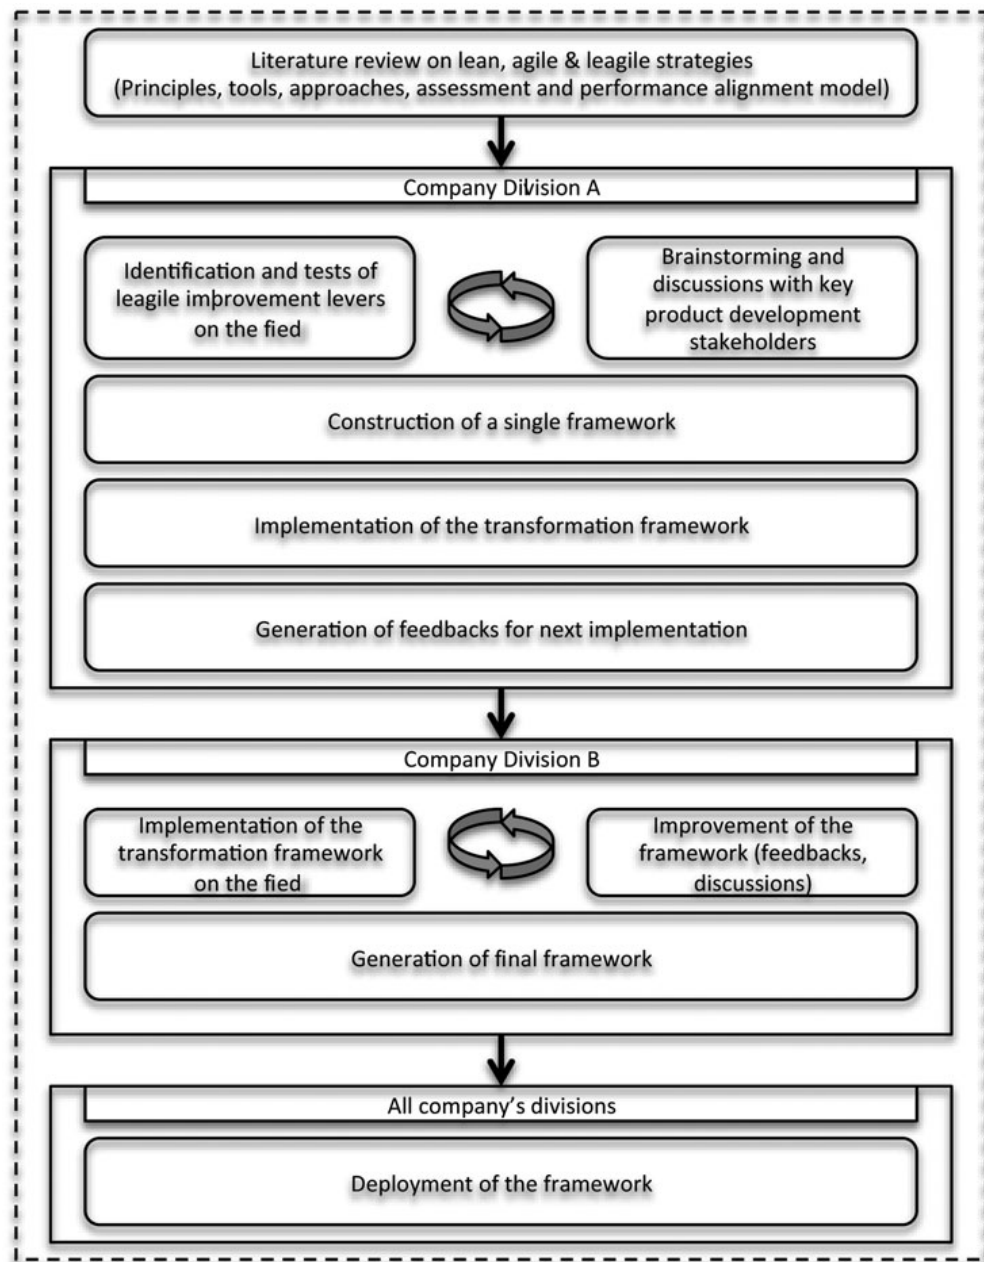 Literature review on lean, agile & leagile strategies
(Principles, tools, approaches, assessment and performance alignment model)
Company Division A
Identification and tests of
leagile improvement levers
on the fied
Brainstorming and
discussions with key
product development
stakeholders
Construction of a single framework
Implementation of the transformation framework
Generation of feedbacks for next implementation
Company Division B
Implementation of the
transformation framework
on the fied
Improvement of the
framework (feedbacks,
discussions)
Generation of final framework
All company's divisions
Deployment of the framework